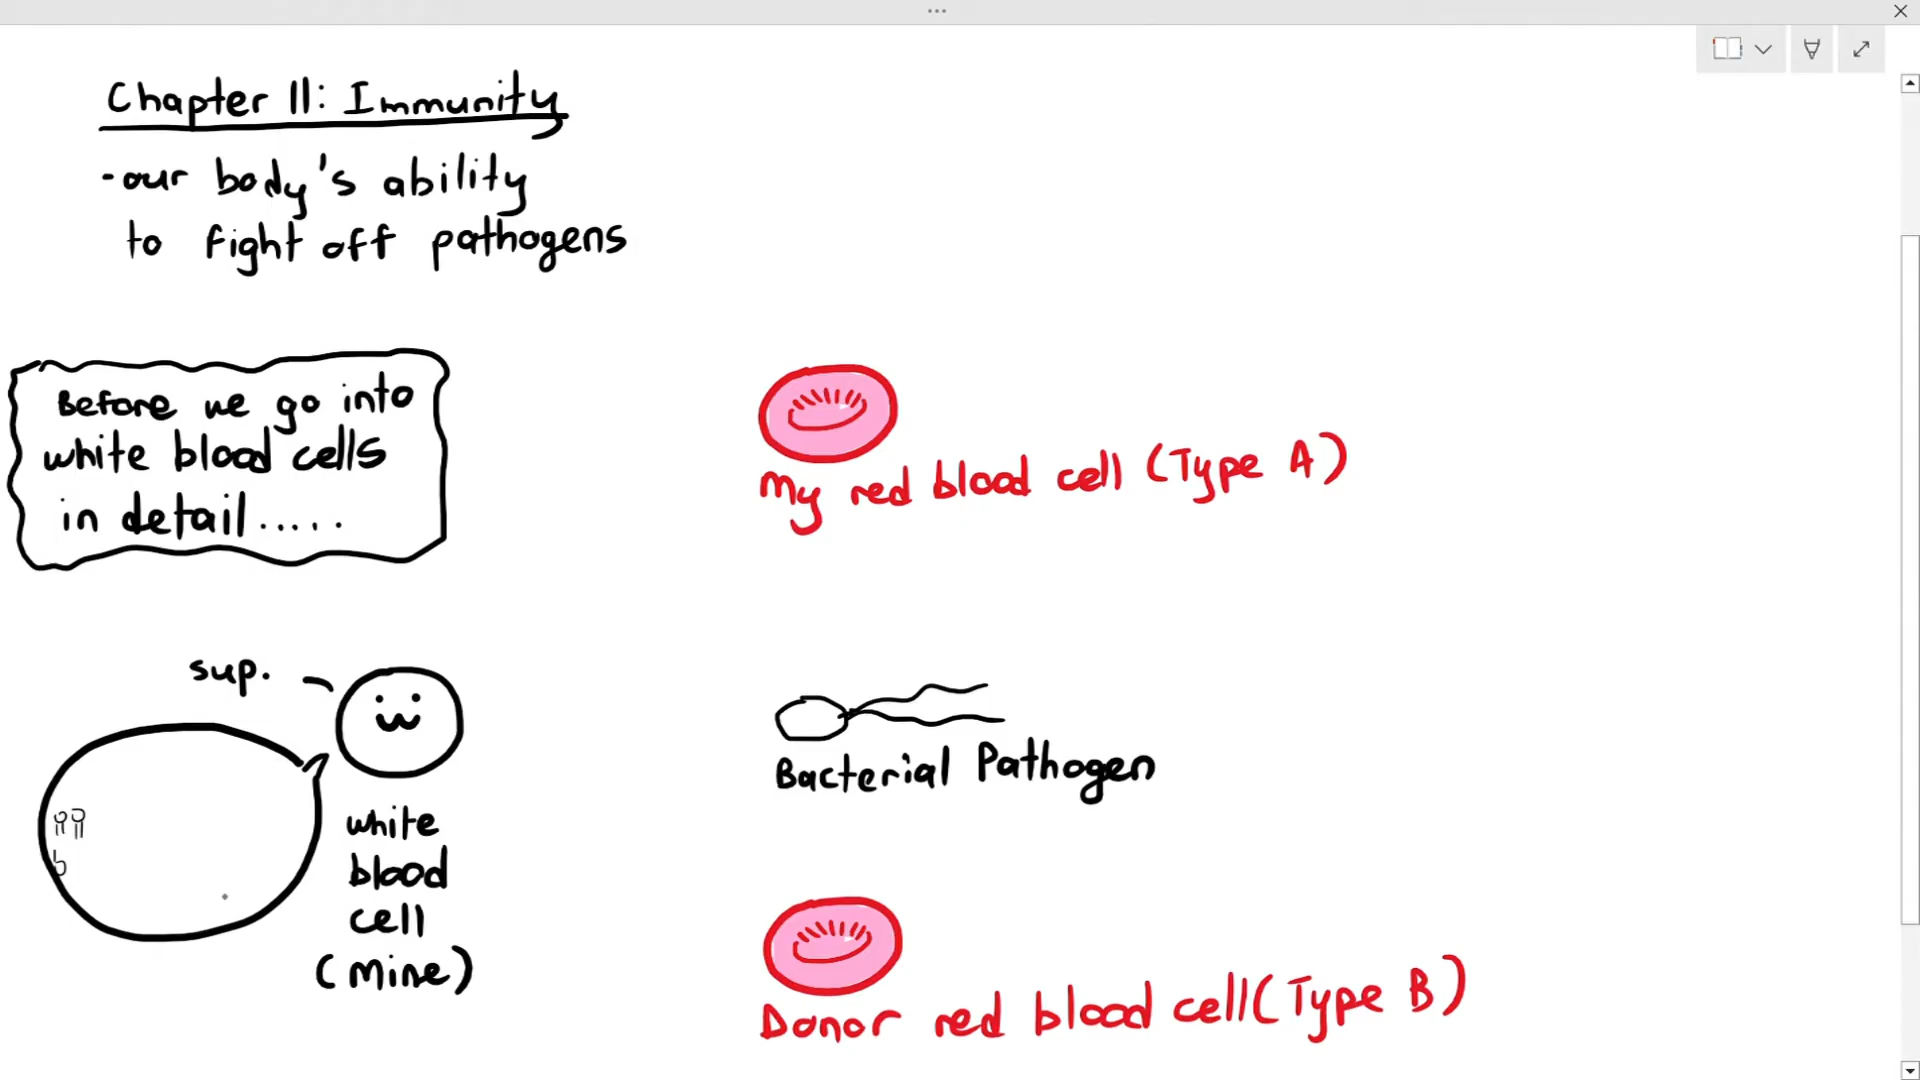 Chapter 11: Immunity
- our body's ability
to fight off pathogens
Before we go into
white blood cells
in detail.....
My red blood cell (Type A)
sup.
white
blood
cell
(mine)
Bacterial Pathogen
Donor red blood cell (Type B)